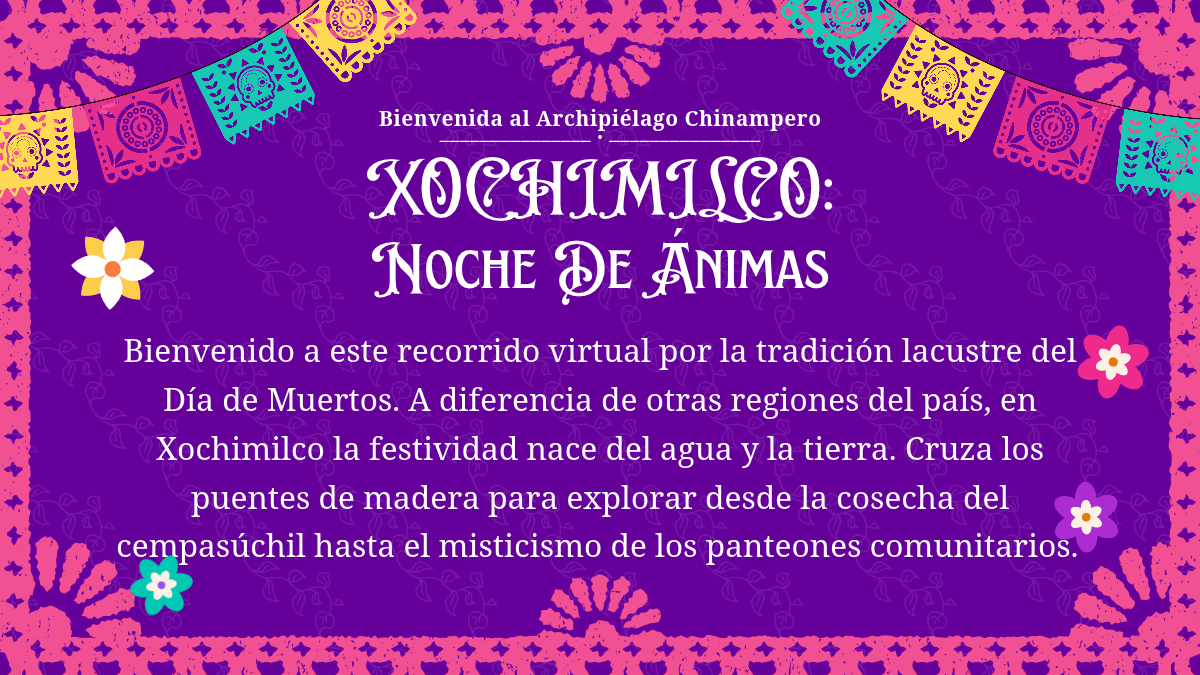 Bienvenida al Archipiélago Chinampero
XOCHIMILCO:
Noche De Ánimas
Bienvenido a este recorrido virtual por la tradición lacustre del
Día de Muertos. A diferencia de otras regiones del país, en
Xochimilco la festividad nace del agua y la tierra. Cruza los
puentes de madera para explorar desde la cosecha del
cempasúchil hasta el misticismo de los panteones comunitarios.